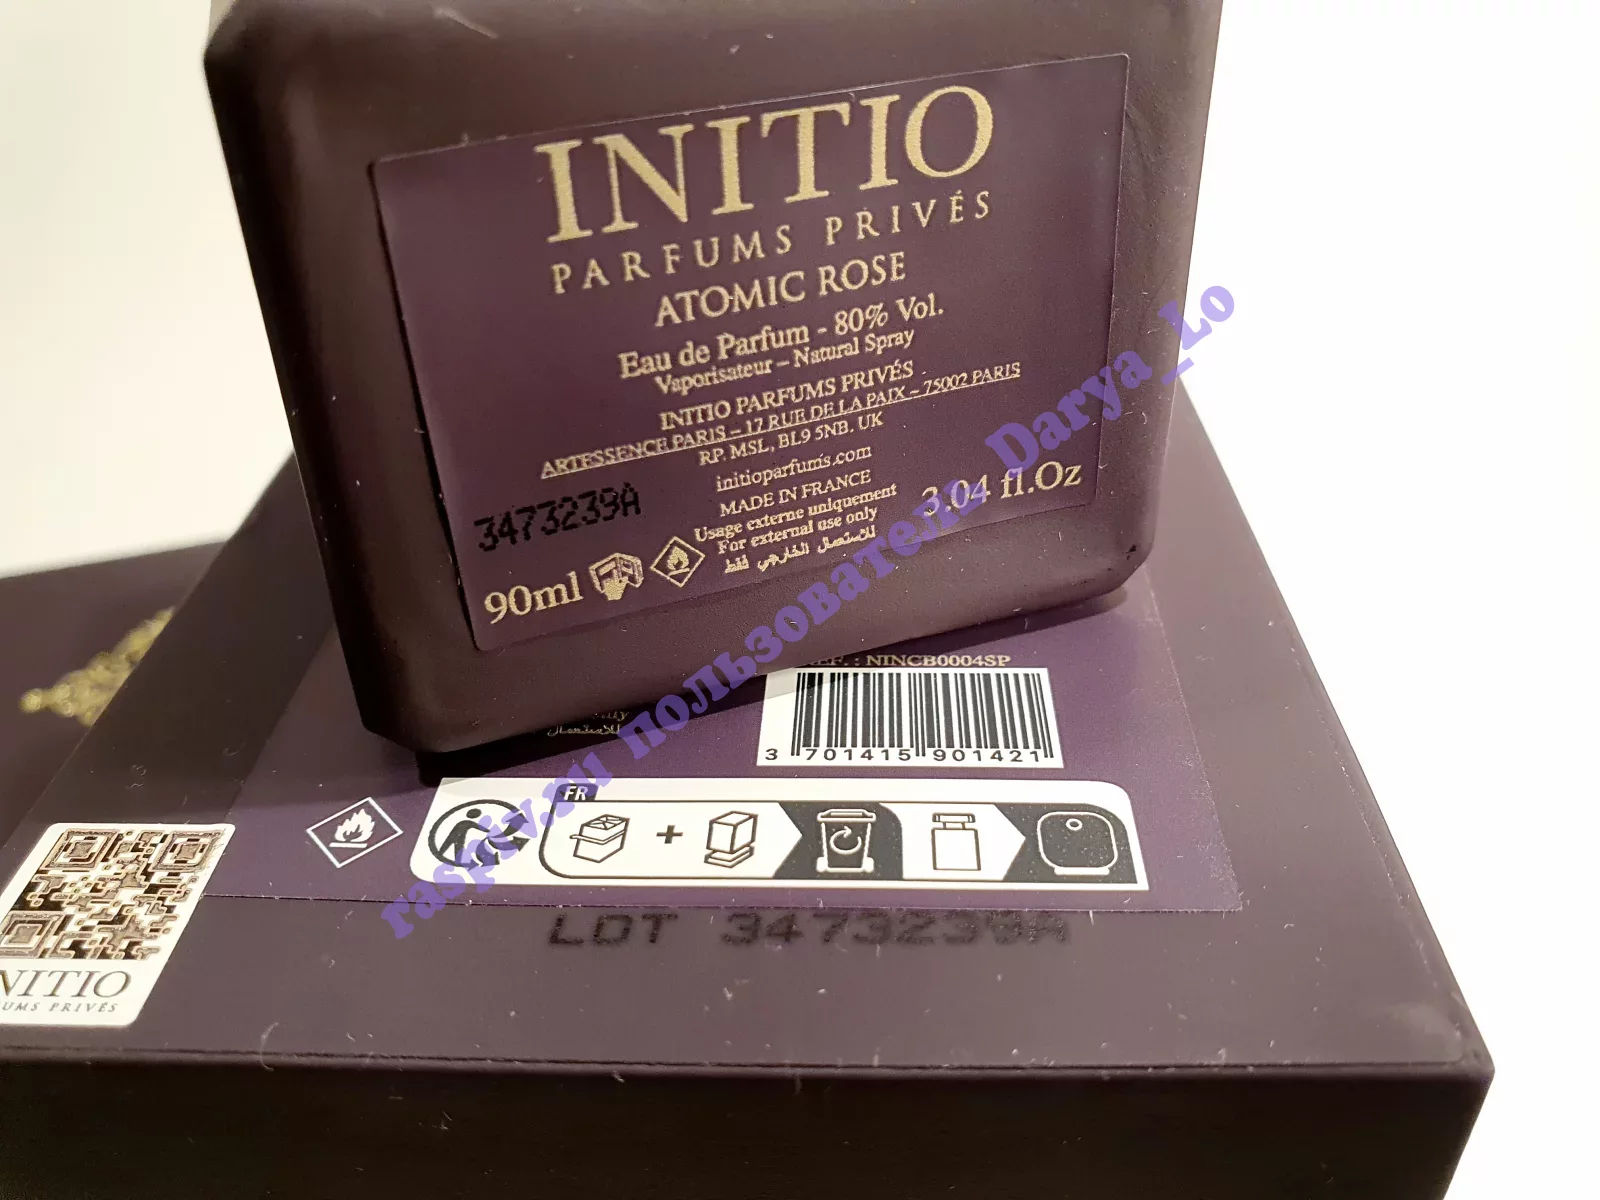 INITIO
PARFUMS PRIVÉS
ATOMIC ROSE
Eau de Parfum - 80% Vol.
Vaporisateur – Natural Spray
INITIO PARFUMS PRIVÉS
ARTESSENCE PARIS – 17 RUE DE LA PAIX – 75002 PARIS
RP. MSL, BL9 5NB. UK
initioparfums.com
MADE IN FRANCE
Usage externe uniquement
For external use only
للاستعمال الخارجي فقط
3473239A
90ml
3.04 fl.Oz
: NINCB0004SP
للاستعمال
3 701415 901421
FR
+
LOT 3473239A
NITIO
UMS PRIVÉS
raspiv.ru пользователь Darya_Lo